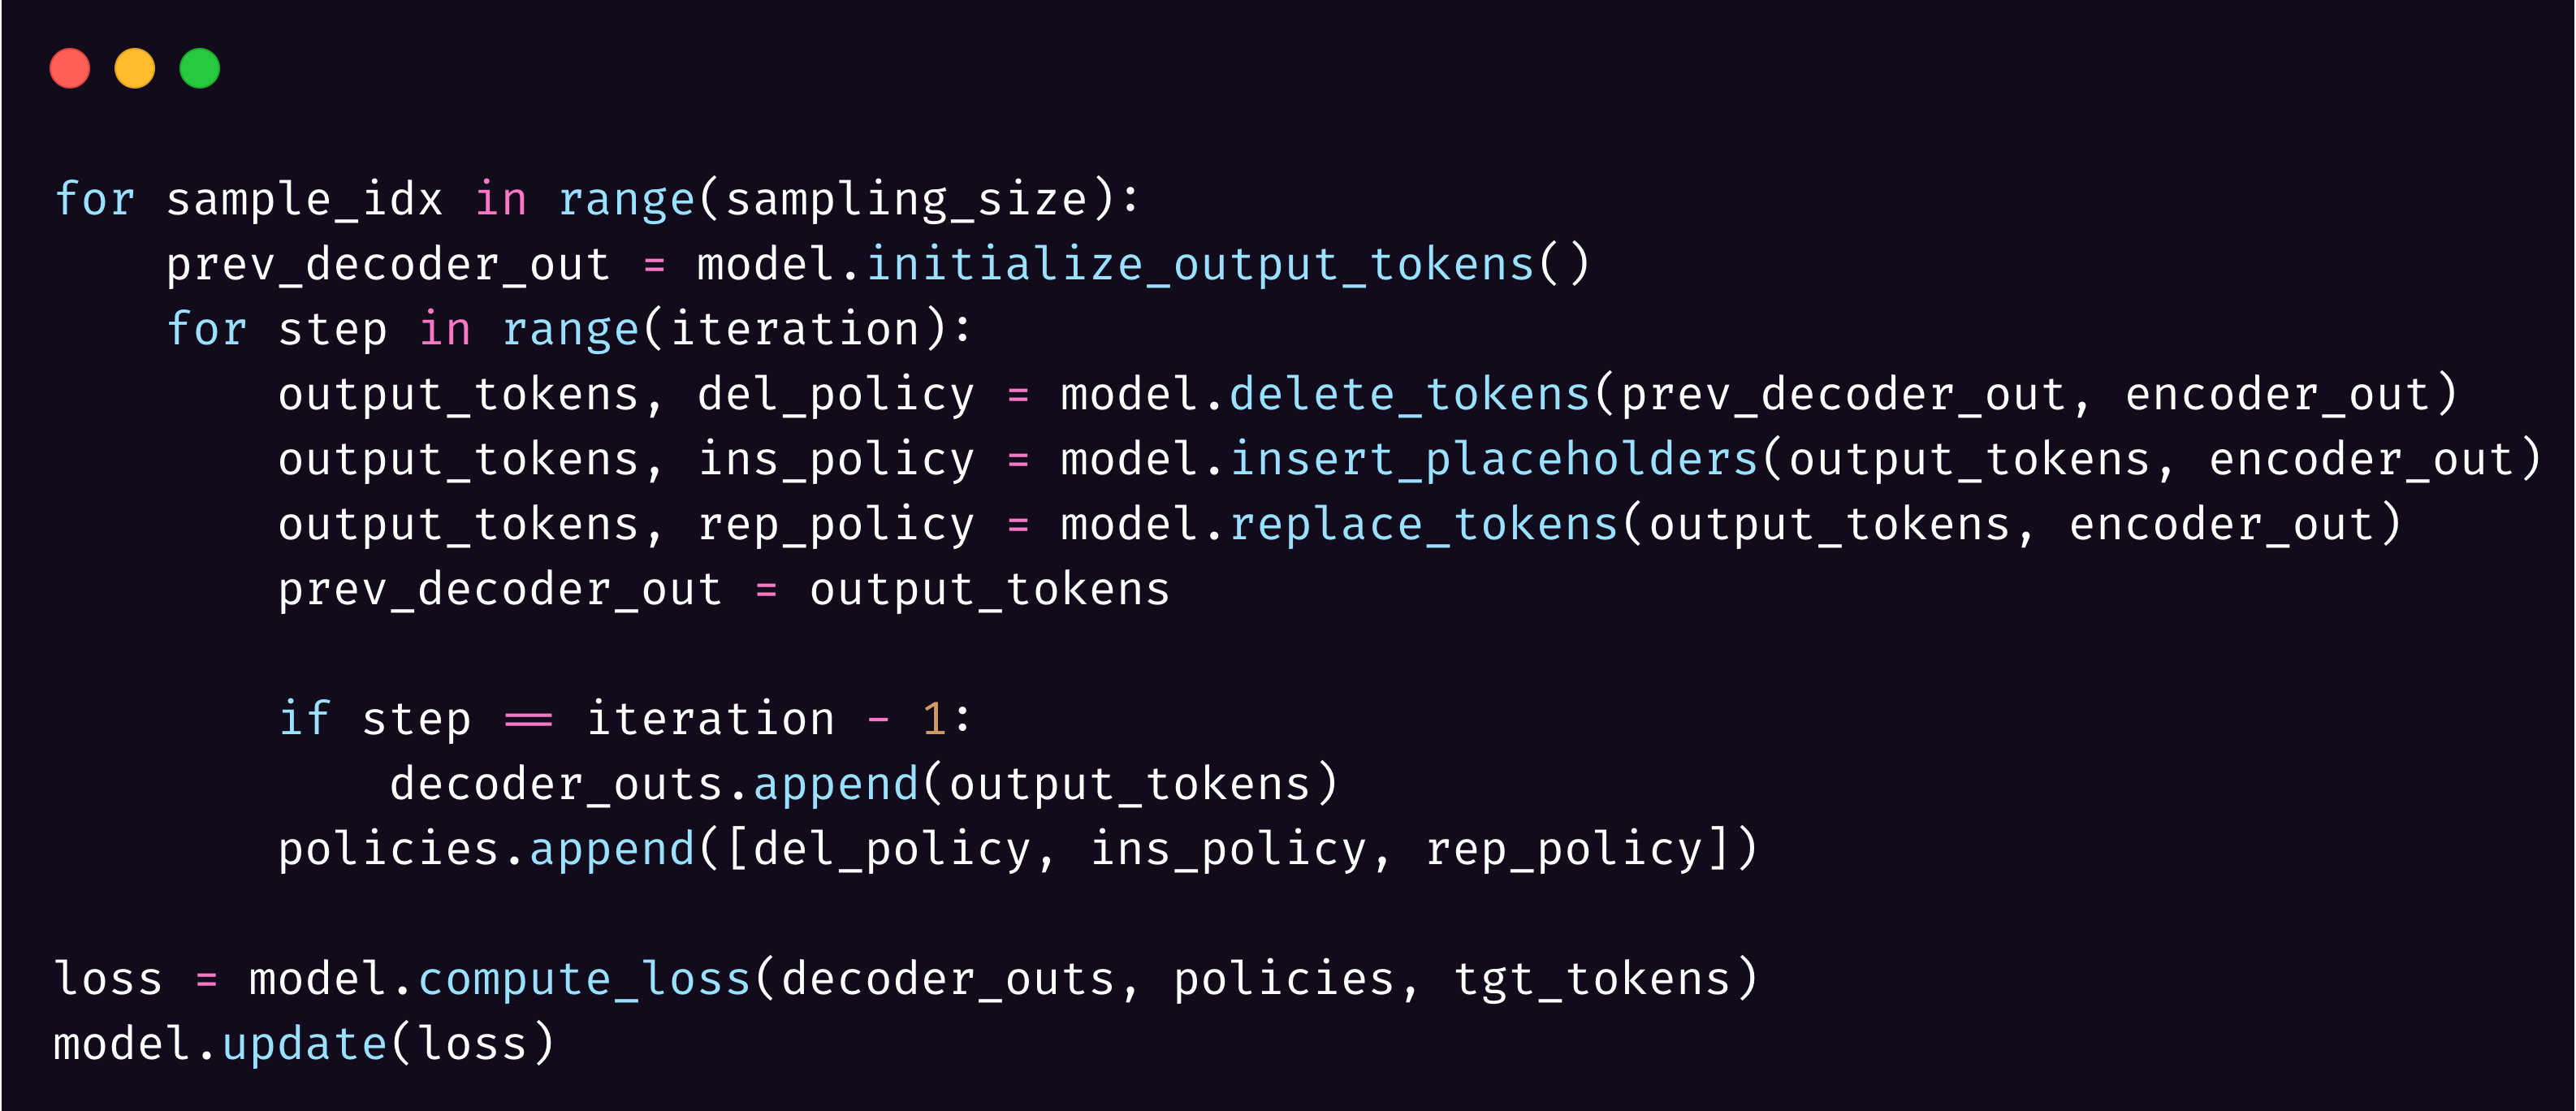 for sample_idx in range(sampling_size):
    prev_decoder_out = model.initialize_output_tokens()
    for step in range(iteration):
        output_tokens, del_policy = model.delete_tokens(prev_decoder_out, encoder_out)
        output_tokens, ins_policy = model.insert_placeholders(output_tokens, encoder_out)
        output_tokens, rep_policy = model.replace_tokens(output_tokens, encoder_out)
        prev_decoder_out = output_tokens

        if step == iteration - 1:
            decoder_outs.append(output_tokens)
        policies.append([del_policy, ins_policy, rep_policy])

loss = model.compute_loss(decoder_outs, policies, tgt_tokens)
model.update(loss)